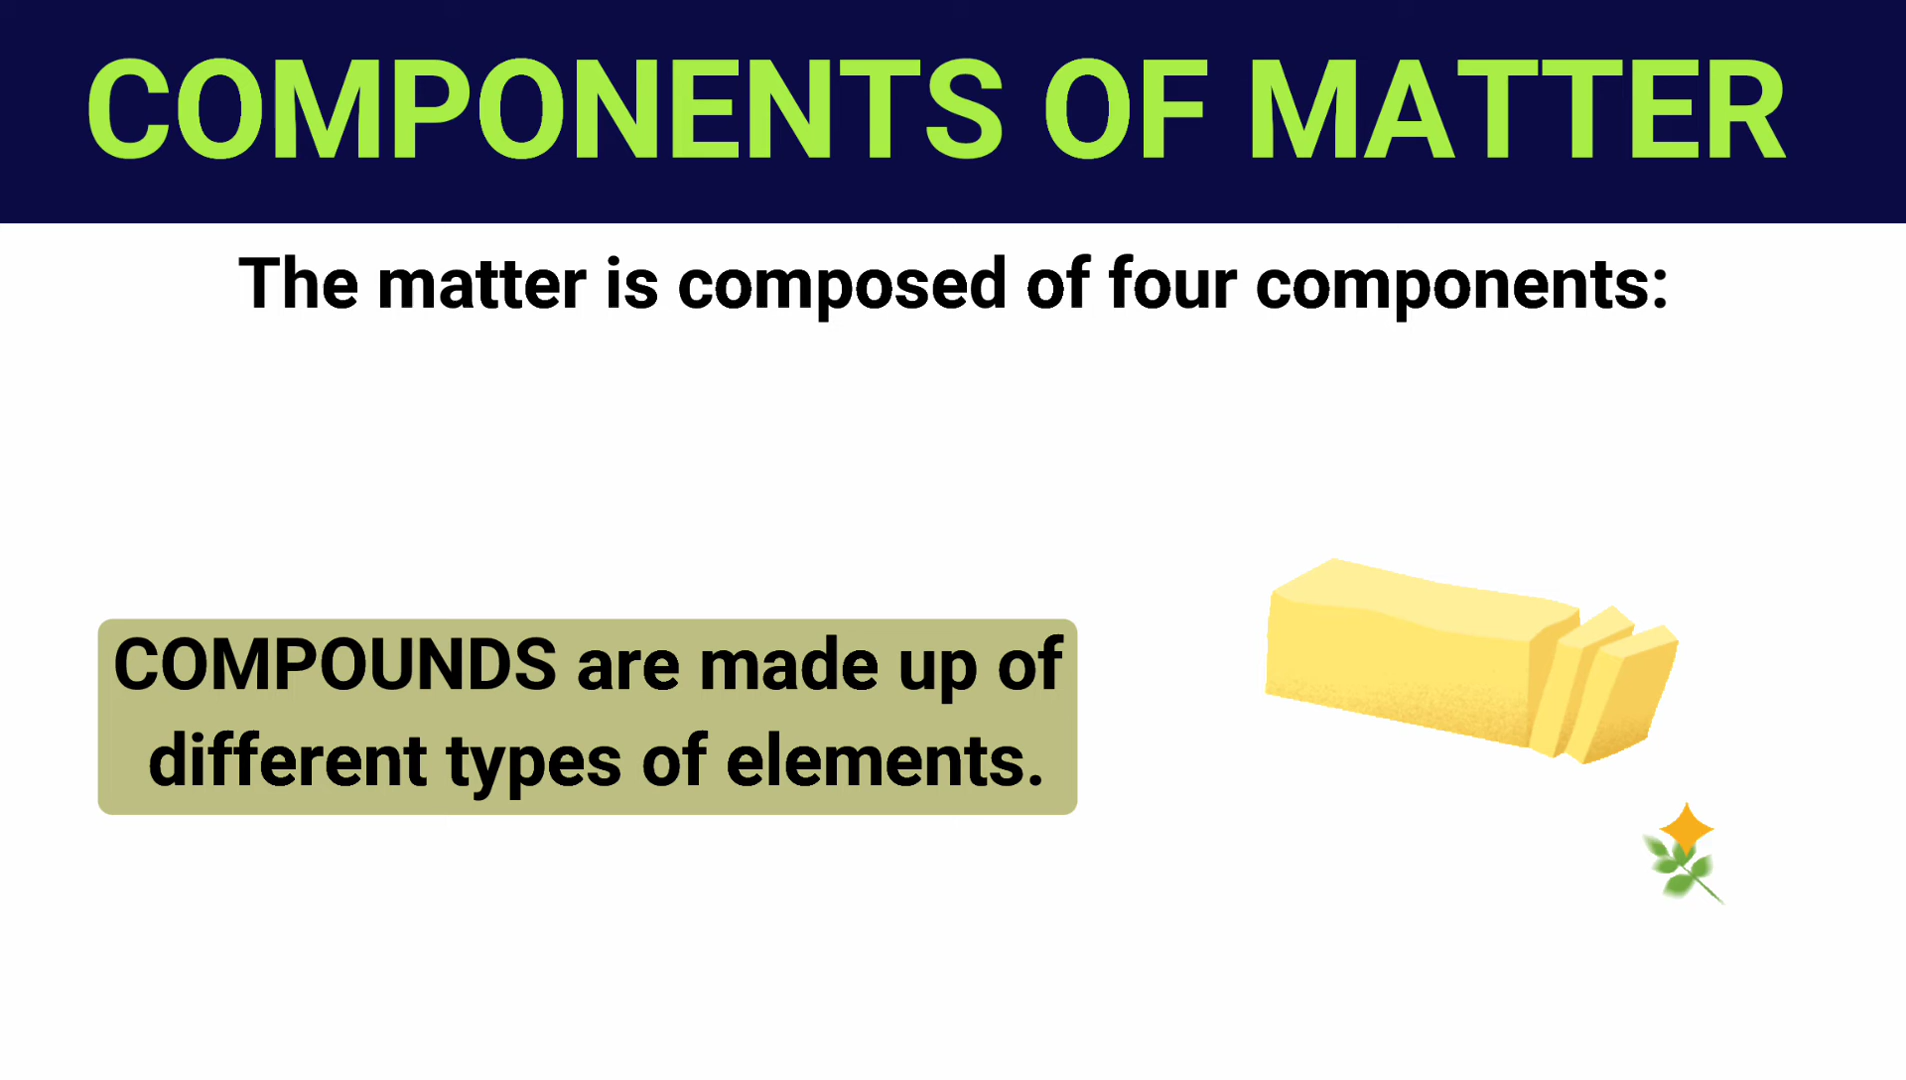 COMPONENTS OF MATTER
The matter is composed of four components:
COMPOUNDS are made up of
different types of elements.